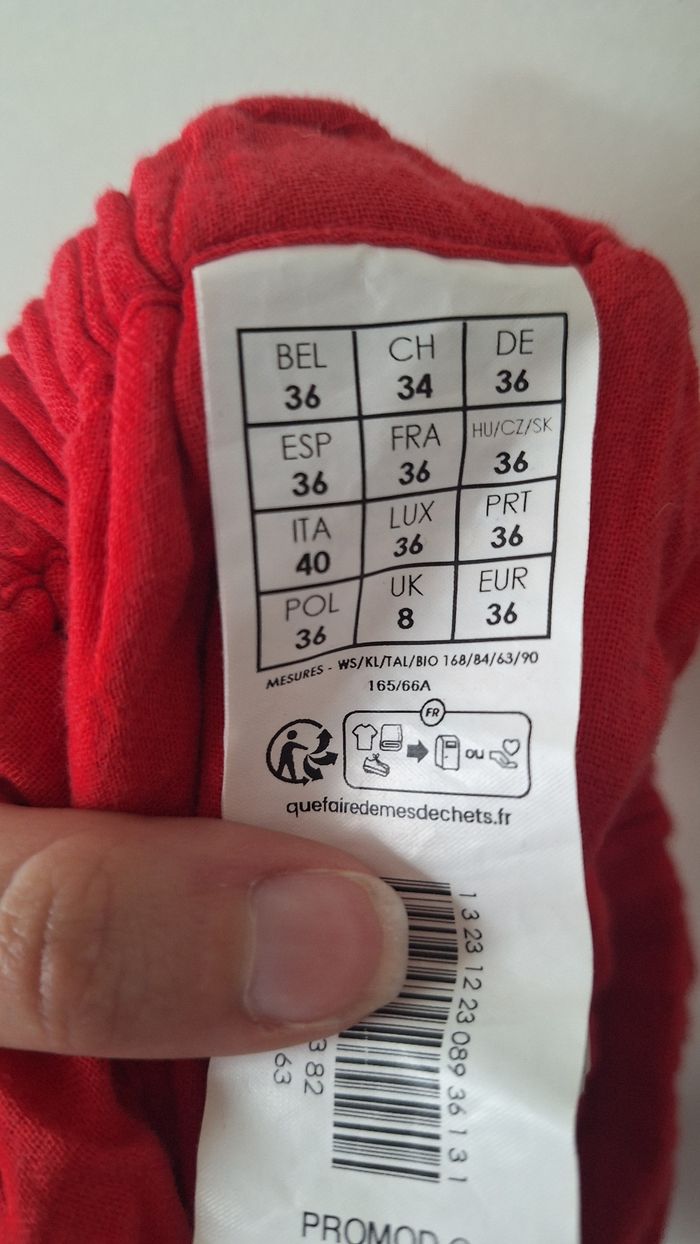 BEL CH DE
36 34 36
ESP FRA HU/CZ/SK
36 36 36
ITA LUX PRT
40 36 36
POL UK EUR
36 8 36
MESURES - WS/KL/TAL/BIO 168/84/63/90
165/66A
FR
ou
quefairedemesdechets.fr
1 3 23 12 23 089 36 1 3 1
3 82
63
PROMOD